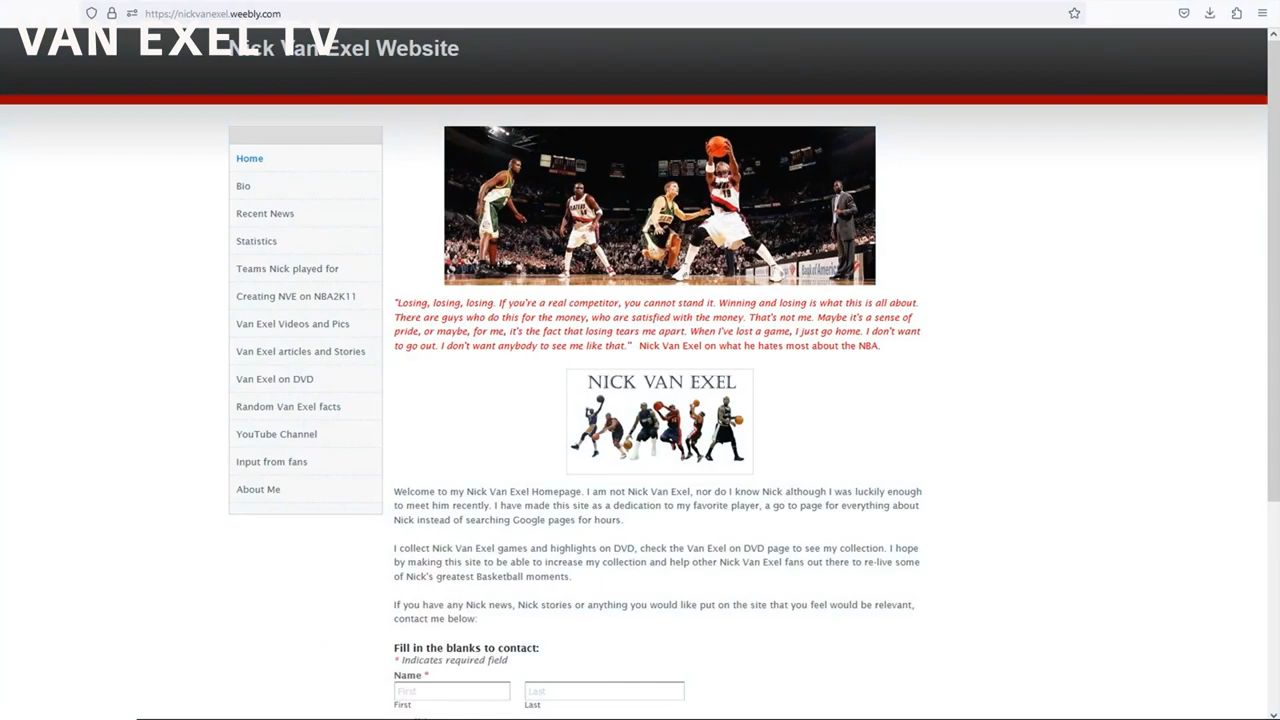 https://nickvanexel.weebly.com
VAN EXEL TV
Nick Van Exel Website
Home
Bio
Recent News
Statistics
Teams Nick played for
Creating NVE on NBA2K11
Van Exel Videos and Pics
Van Exel articles and Stories
Van Exel on DVD
Random Van Exel facts
YouTube Channel
Input from fans
About Me
"Losing, losing, losing. If you're a real competitor, you cannot stand it. Winning and losing is what this is all about.
There are guys who do this for the money, who are satisfied with the money. That's not me. Maybe it's a sense of
pride, or maybe, for me, it's the fact that losing tears me apart. When I've lost a game, I just go home. I don't want
to go out. I don't want anybody to see me like that." Nick Van Exel on what he hates most about the NBA.
NICK VAN EXEL
Welcome to my Nick Van Exel Homepage. I am not Nick Van Exel, nor do I know Nick although I was luckily enough
to meet him recently. I have made this site as a dedication to my favorite player, a go to page for everything about
Nick instead of searching Google pages for hours.
I collect Nick Van Exel games and highlights on DVD, check the Van Exel on DVD page to see my collection. I hope
by making this site to be able to increase my collection and help other Nick Van Exel fans out there to re-live some
of Nick's greatest Basketball moments.
If you have any Nick news, Nick stories or anything you would like put on the site that you feel would be relevant,
contact me below:
Fill in the blanks to contact:
* Indicates required field
Name *
First Last
First Last